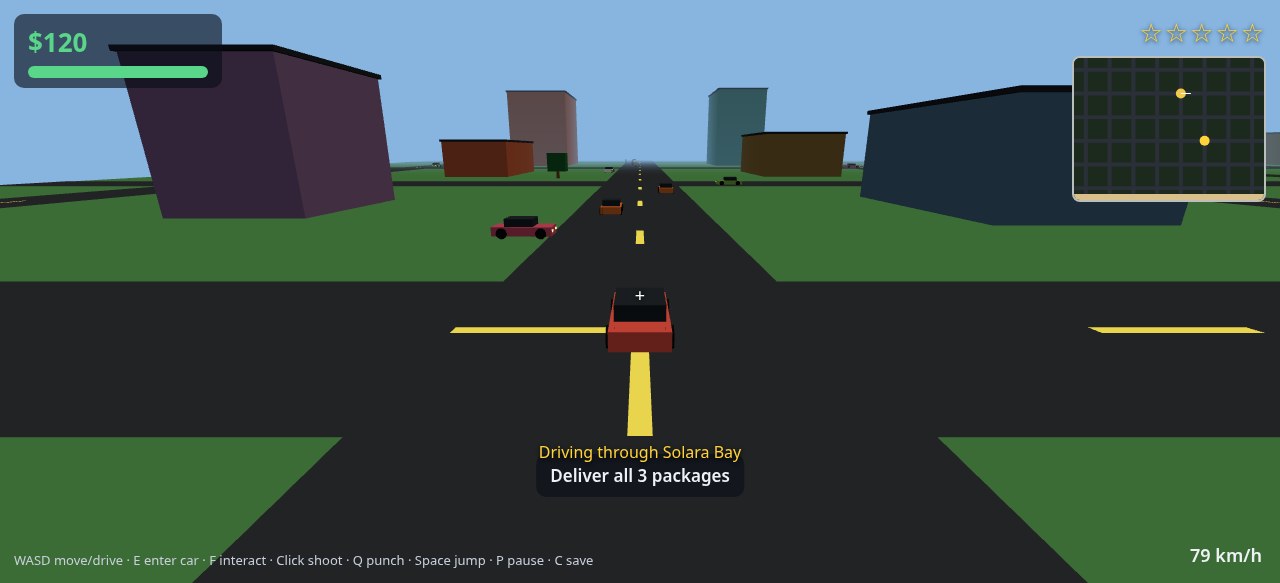 $120
☆☆☆☆☆
+
Driving through Solara Bay
Deliver all 3 packages
WASD move/drive · E enter car · F interact · Click shoot · Q punch · Space jump · P pause · C save
79 km/h